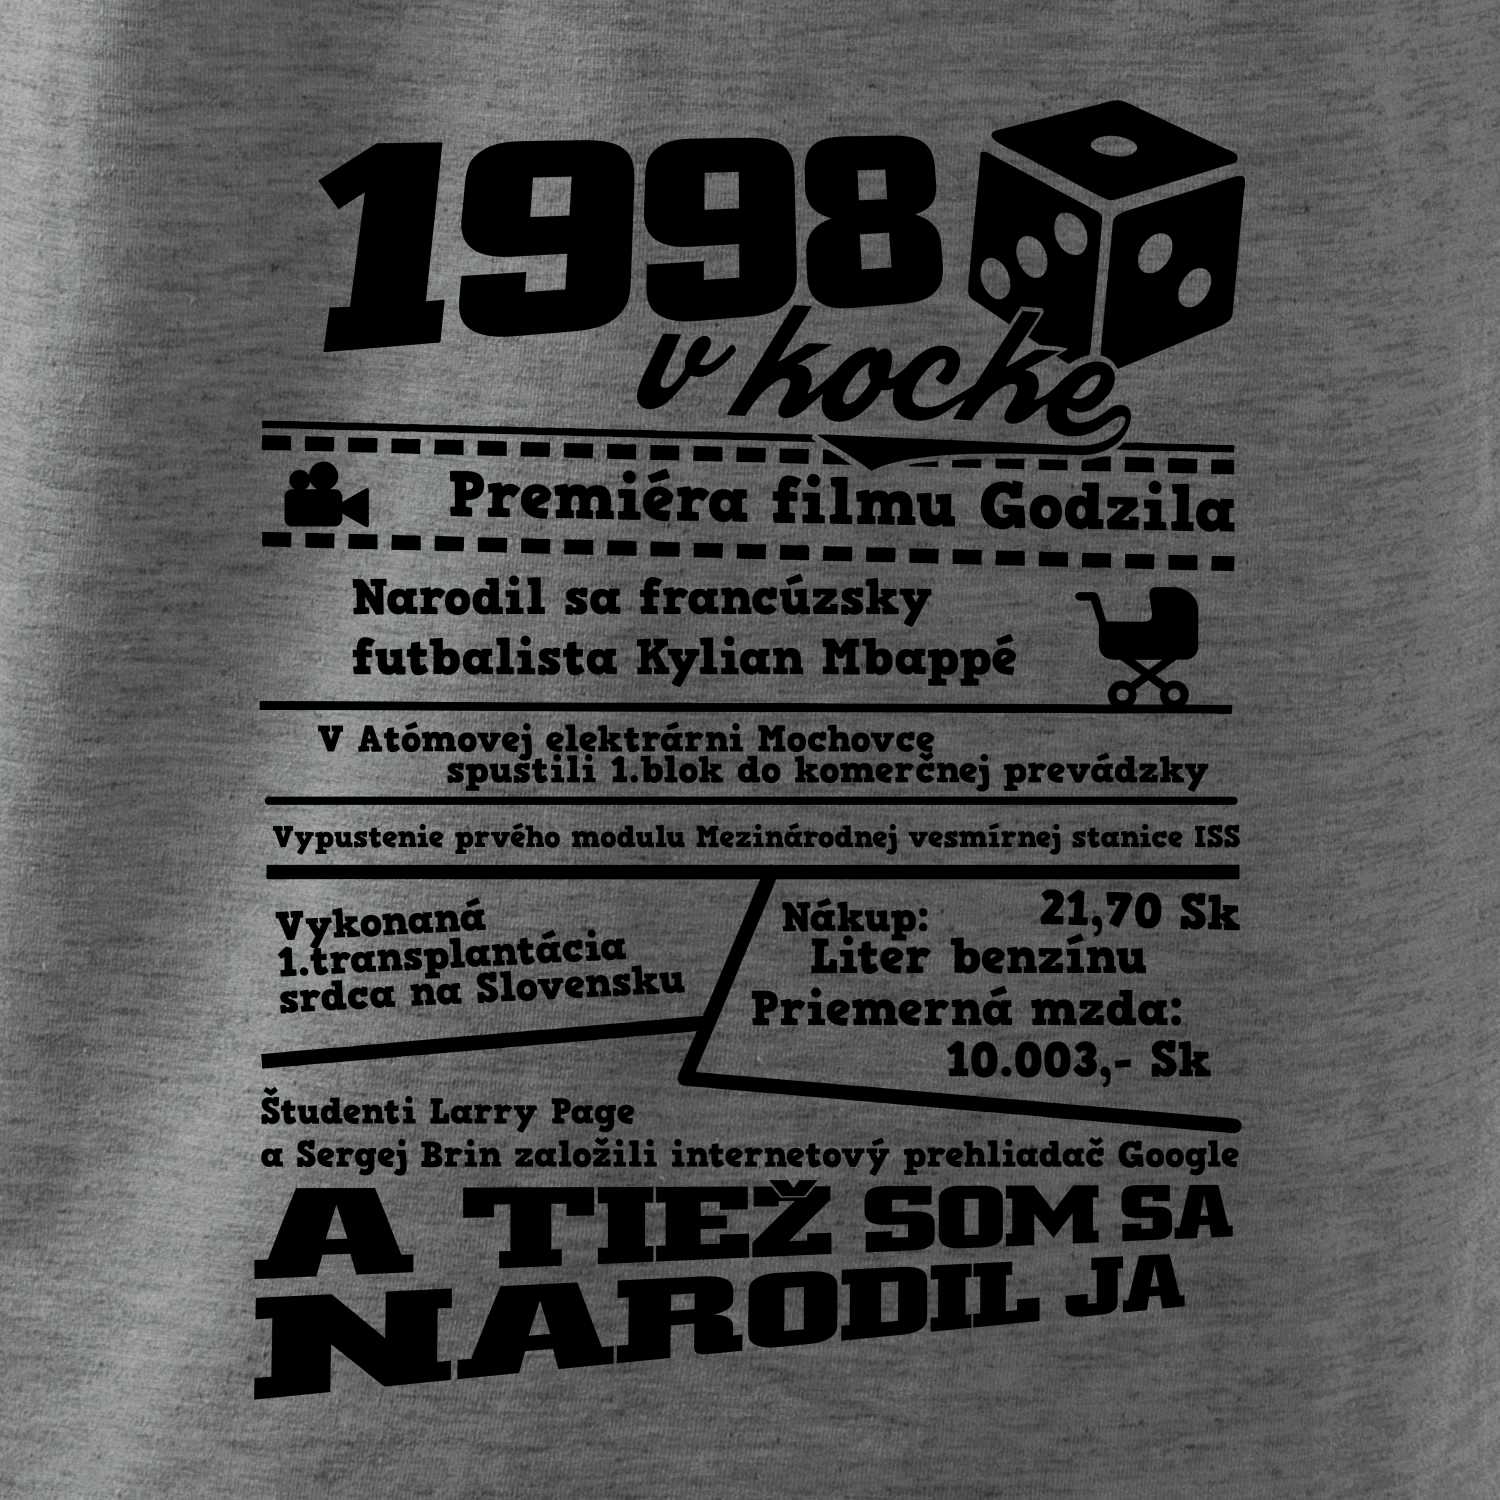 1998
v kocke
Premiéra filmu Godzila
Narodil sa francúzsky
futbalista Kylian Mbappé
V Atómovej elektrárni Mochovce
spustili 1.blok do komerčnej prevádzky
Vypustenie prvého modulu Mezinárodnej vesmírnej stanice ISS
Vykonaná
1.transplantácia
srdca na Slovensku
Nákup: 21,70 Sk
Liter benzínu
Priemerná mzda:
10.003,- Sk
Študenti Larry Page
a Sergej Brin založili internetový prehliadač Google
A TIEŽ SOM SA
NARODIL JA